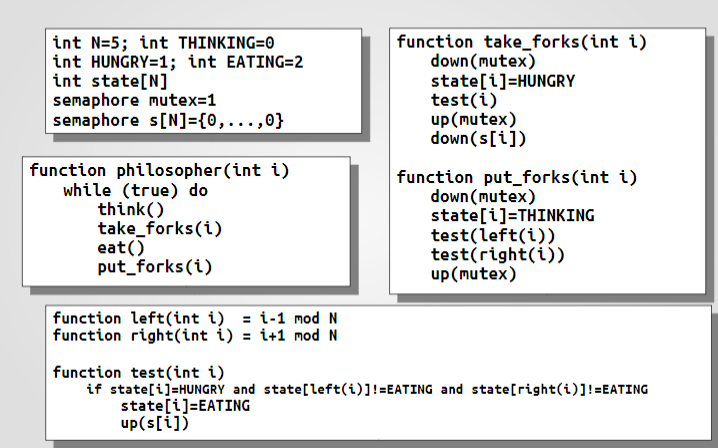 int N=5; int THINKING=0
int HUNGRY=1; int EATING=2
int state[N]
semaphore mutex=1
semaphore s[N]={0,...,0}
function philosopher(int i)
while (true) do
think()
take_forks(i)
eat()
put_forks(i)
function take_forks(int i)
down(mutex)
state[i]=HUNGRY
test(i)
up(mutex)
down(s[i])
function put_forks(int i)
down(mutex)
state[i]=THINKING
test(left(i))
test(right(i))
up(mutex)
function left(int i)  = i-1 mod N
function right(int i) = i+1 mod N
function test(int i)
if state[i]=HUNGRY and state[left(i)]!=EATING and state[right(i)]!=EATING
state[i]=EATING
up(s[i])